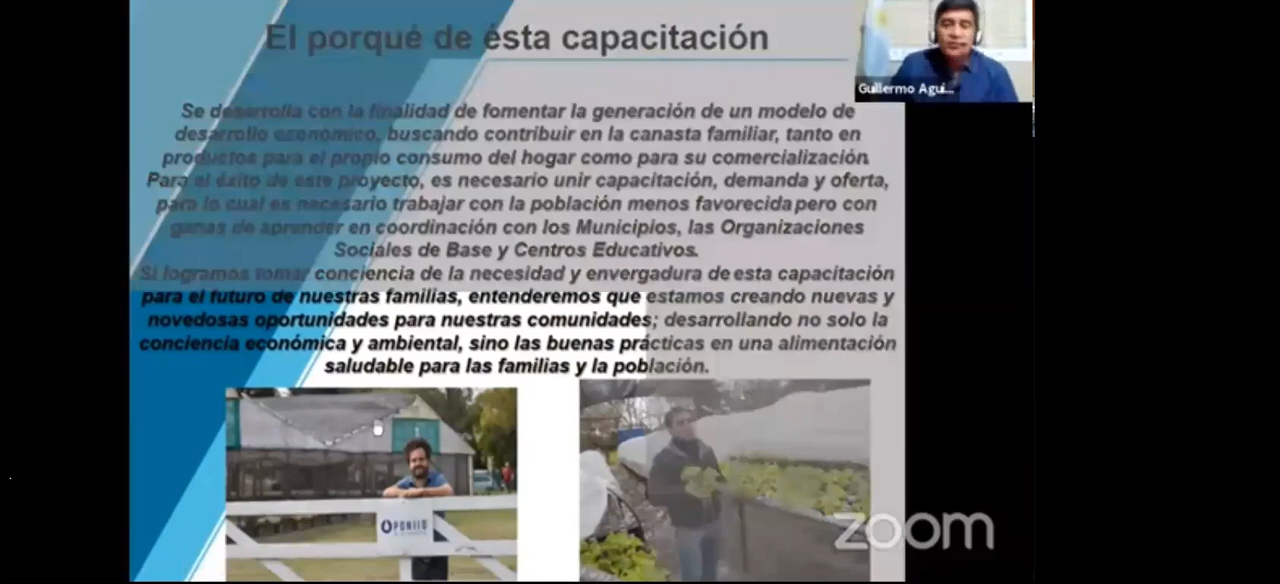 El porqué de ésta capacitación
Guillermo Agui...
Se desarrolla con la finalidad de fomentar la generación de un modelo de
desarrollo económico, buscando contribuir en la canasta familiar, tanto en
productos para el propio consumo del hogar como para su comercialización.
Para el éxito de este proyecto, es necesario unir capacitación, demanda y oferta,
para lo cual es necesario trabajar con la población menos favorecida pero con
ganas de aprender en coordinación con los Municipios, las Organizaciones
Sociales de Base y Centros Educativos.
Si logramos tomar conciencia de la necesidad y envergadura de esta capacitación
para el futuro de nuestras familias, entenderemos que estamos creando nuevas y
novedosas oportunidades para nuestras comunidades; desarrollando no solo la
conciencia económica y ambiental, sino las buenas prácticas en una alimentación
saludable para las familias y la población.
zoom